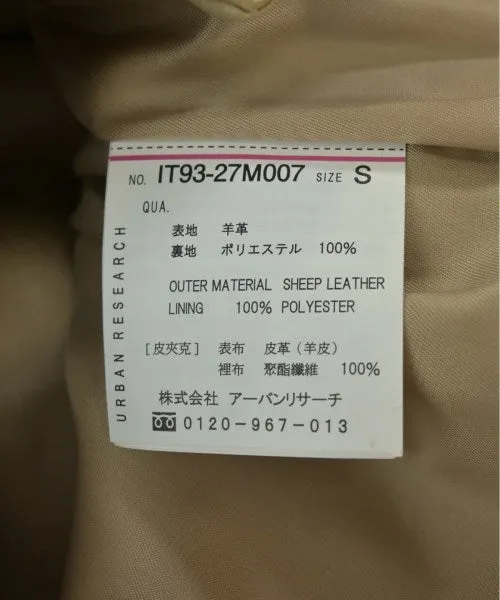 NO. IT93-27M007 SIZE S
QUA.
表地 羊革
裏地 ポリエステル 100%
OUTER MATERIAL SHEEP LEATHER
LINING 100% POLYESTER
[皮夾克] 表布 皮革(羊皮)
裡布 聚酯纖維 100%
株式会社 アーバンリサーチ
0120-967-013
URBAN RESEARCH